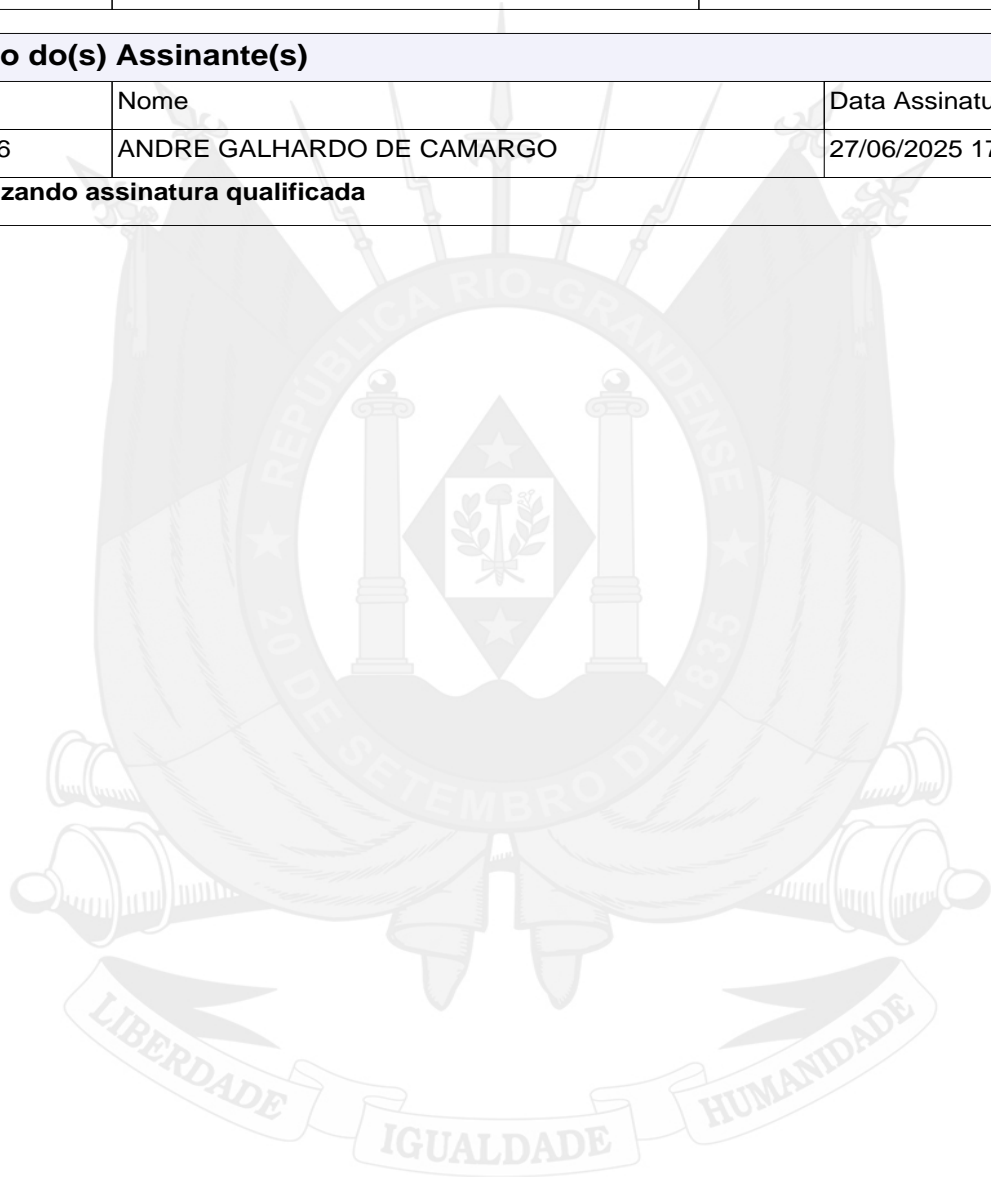 o do(s) Assinante(s)
Nome Data Assinatu
6 ANDRE GALHARDO DE CAMARGO 27/06/2025 17
zando assinatura qualificada
REPÚBLICA RIO-GRANDENSE
20 DE SETEMBRO DE 1835
LIBERDADE IGUALDADE HUMANIDADE